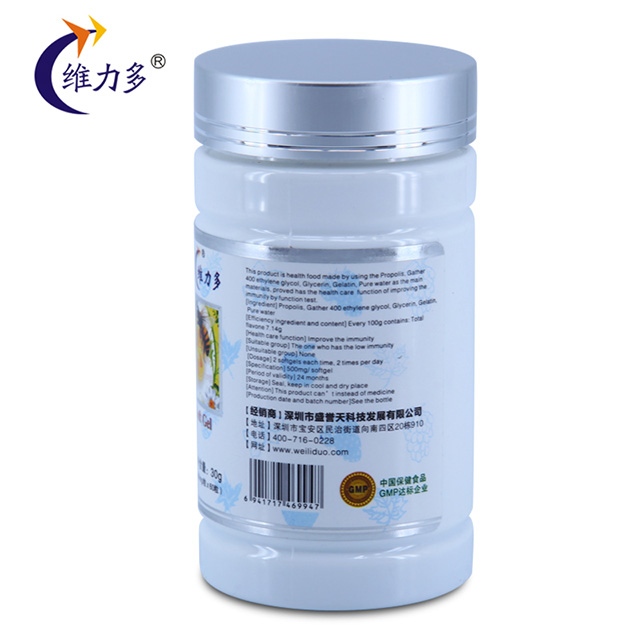 维力多®
维力多
This product is health food made by using the Propolis, Gather
400 ethylene glycol, Glycerin, Gelatin, Pure water as the main
materials, proved has the health care function of improving the
immunity by function test.
[Ingredient] Propolis, Gather 400 ethylene glycol, Glycerin, Gelatin,
Pure water
[Efficiency ingredient and content] Every 100g contains: Total
flavone 7.14g
[Health care function] Improve the immunity
[Suitable group] The one who has the low immunity
[Unsuitable group] None
[Dosage] 2 softgels each time, 2 times per day
[Specification] 500mg/ softgel
[Period of validity] 24 months
[Storage] Seal, keep in cool and dry place
[Attention] This product can't instead of medicine
[Production date and batch number] See the bottle
【经销商】深圳市盛誉天科技发展有限公司
【地址】深圳市宝安区民治街道向南四区20栋910
【电话】400-716-0228
【网址】www.weiliduo.com
Gel
量：30g
6 941717 469947
GMP
中国保健食品
GMP达标企业